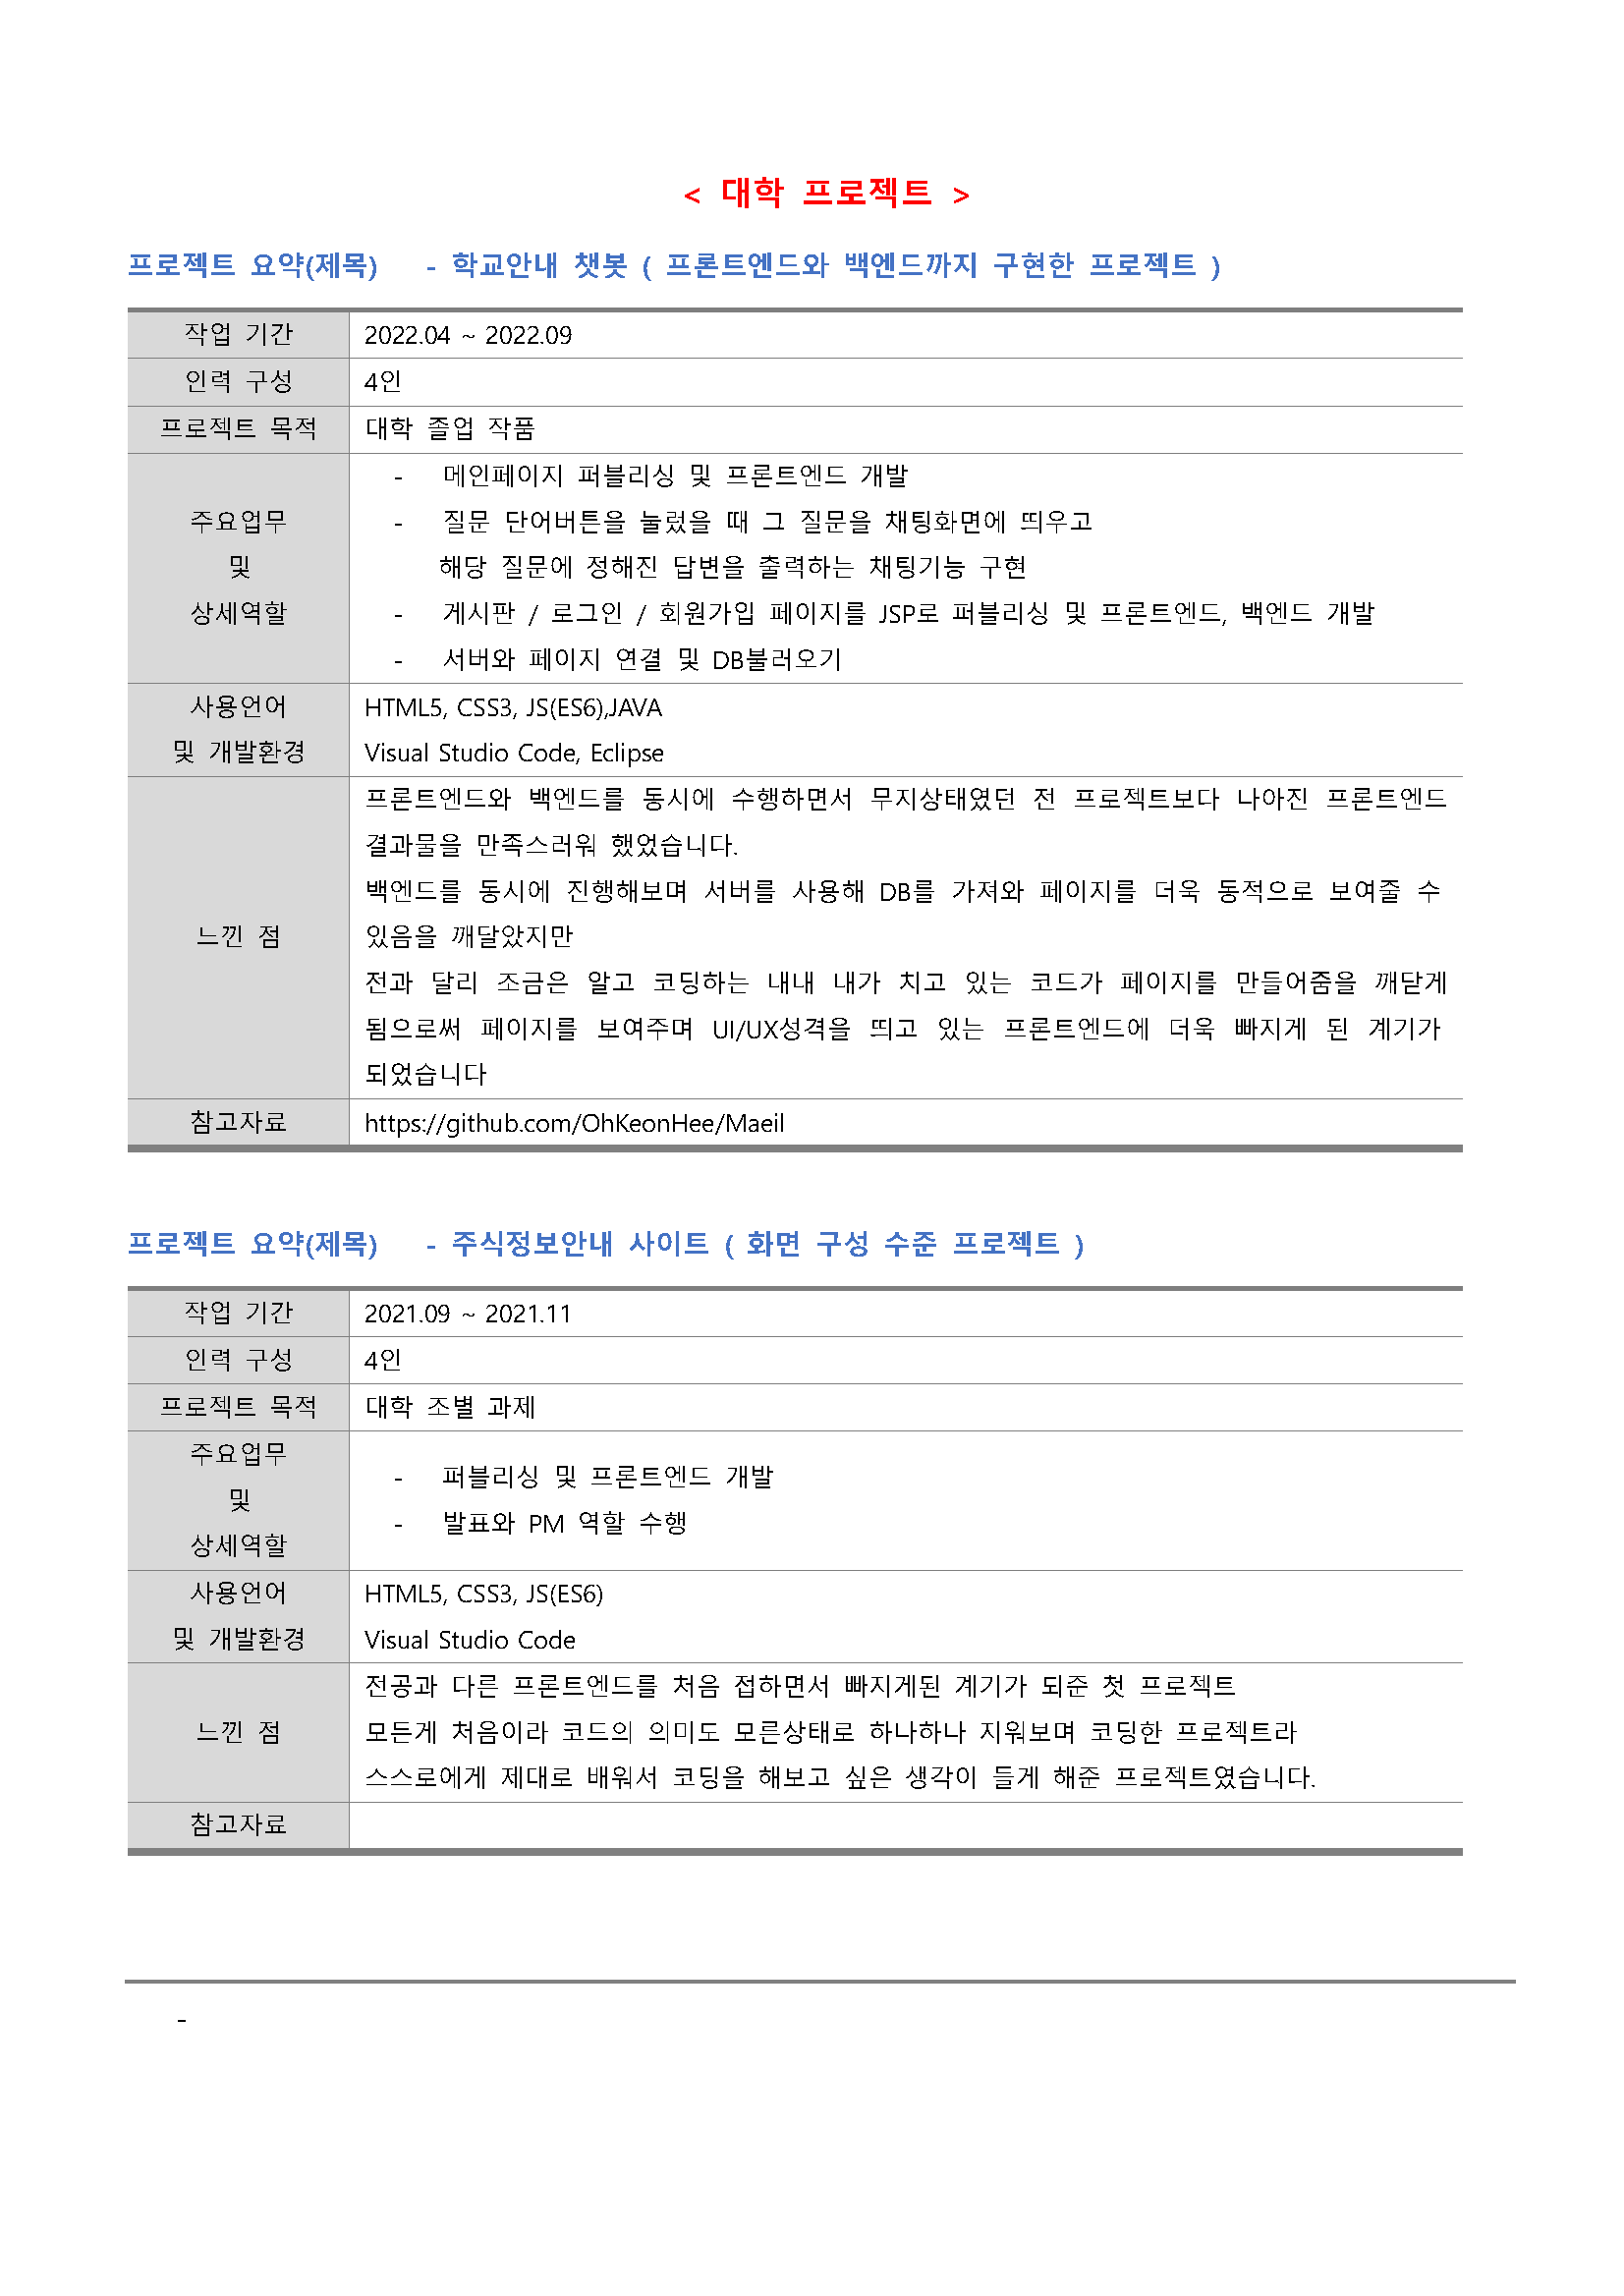 < 대학 프로젝트 >
프로젝트 요약(제목) - 학교안내 챗봇 ( 프론트엔드와 백엔드까지 구현한 프로젝트 )
작업 기간 2022.04 ~ 2022.09
인력 구성 4인
프로젝트 목적 대학 졸업 작품
주요업무
및
상세역할
- 메인페이지 퍼블리싱 및 프론트엔드 개발
- 질문 단어버튼을 눌렀을 때 그 질문을 채팅화면에 띄우고
해당 질문에 정해진 답변을 출력하는 채팅기능 구현
- 게시판 / 로그인 / 회원가입 페이지를 JSP로 퍼블리싱 및 프론트엔드, 백엔드 개발
- 서버와 페이지 연결 및 DB불러오기
사용언어
및 개발환경
HTML5, CSS3, JS(ES6),JAVA
Visual Studio Code, Eclipse
느낀 점
프론트엔드와 백엔드를 동시에 수행하면서 무지상태였던 전 프로젝트보다 나아진 프론트엔드
결과물을 만족스러워 했었습니다.
백엔드를 동시에 진행해보며 서버를 사용해 DB를 가져와 페이지를 더욱 동적으로 보여줄 수
있음을 깨달았지만
전과 달리 조금은 알고 코딩하는 내내 내가 치고 있는 코드가 페이지를 만들어줌을 깨닫게
됨으로써 페이지를 보여주며 UI/UX성격을 띄고 있는 프론트엔드에 더욱 빠지게 된 계기가
되었습니다
참고자료 https://github.com/OhKeonHee/Maeil
프로젝트 요약(제목) - 주식정보안내 사이트 ( 화면 구성 수준 프로젝트 )
작업 기간 2021.09 ~ 2021.11
인력 구성 4인
프로젝트 목적 대학 조별 과제
주요업무
및
상세역할
- 퍼블리싱 및 프론트엔드 개발
- 발표와 PM 역할 수행
사용언어
및 개발환경
HTML5, CSS3, JS(ES6)
Visual Studio Code
느낀 점
전공과 다른 프론트엔드를 처음 접하면서 빠지게된 계기가 되준 첫 프로젝트
모든게 처음이라 코드의 의미도 모른상태로 하나하나 지워보며 코딩한 프로젝트라
스스로에게 제대로 배워서 코딩을 해보고 싶은 생각이 들게 해준 프로젝트였습니다.
참고자료
-